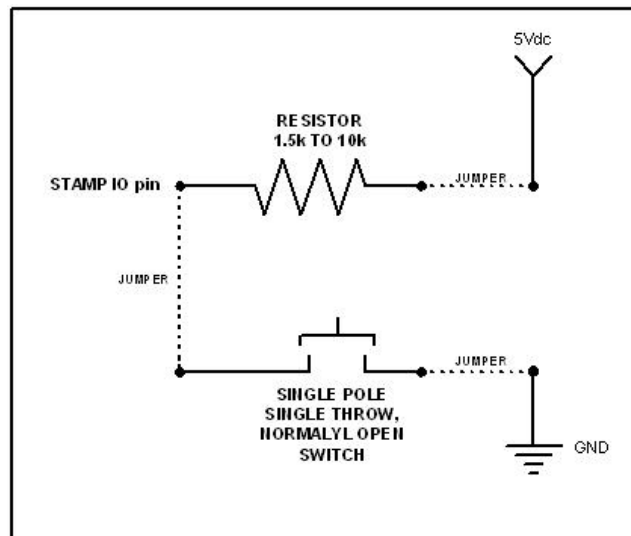 5Vdc
RESISTOR
1.5k TO 10k
STAMP IO pin
JUMPER
JUMPER
JUMPER
SINGLE POLE
SINGLE THROW,
NORMALYL OPEN
SWITCH
GND